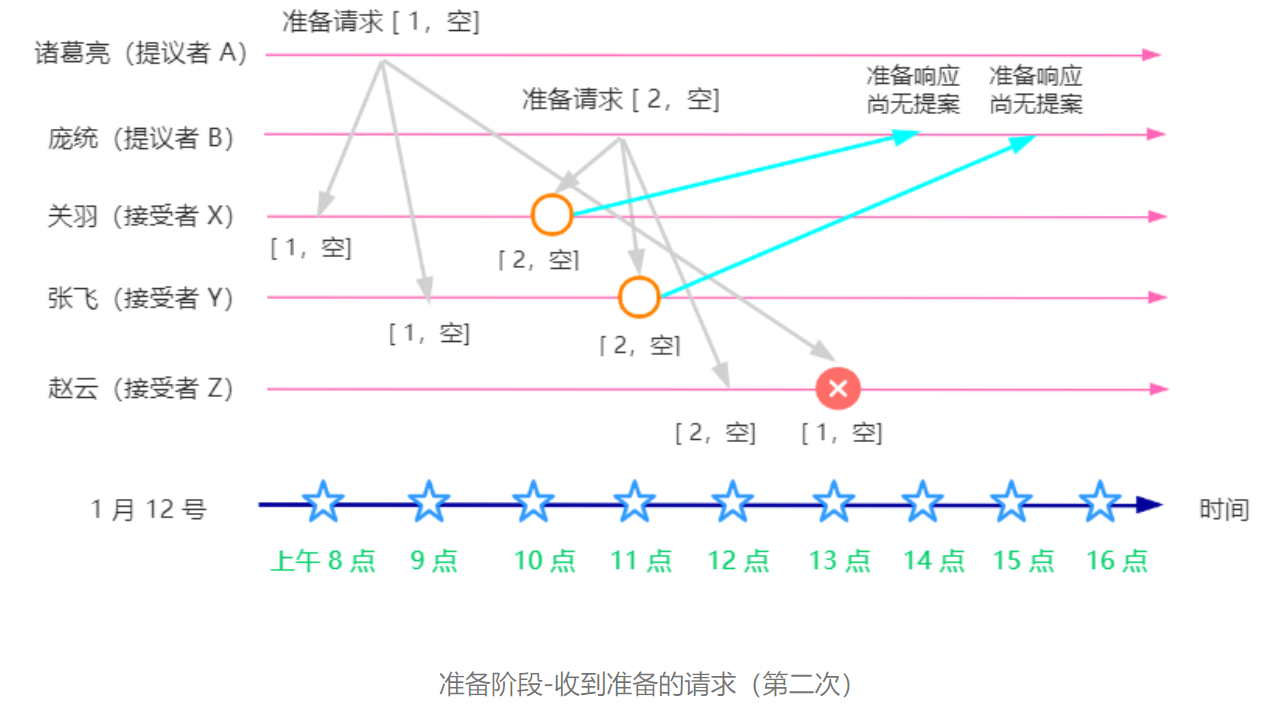 准备请求 [ 1，空]
诸葛亮（提议者 A）
准备响应
尚无提案
准备响应
尚无提案
准备请求 [ 2，空]
庞统（提议者 B）
关羽（接受者 X）
[ 1，空]
[ 2，空]
张飞（接受者 Y）
[ 1，空]
[ 2，空]
赵云（接受者 Z）
[ 2，空]
[ 1，空]
1 月 12 号
时间
上午 8 点
9 点
10 点
11 点
12 点
13 点
14 点
15 点
16 点
准备阶段-收到准备的请求（第二次）